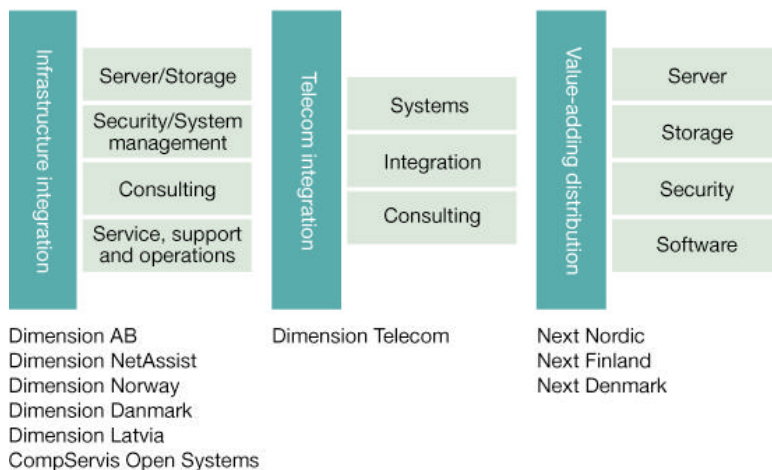 Infrastructure integration
Server/Storage
Security/System
management
Consulting
Service, support
and operations
Dimension AB
Dimension NetAssist
Dimension Norway
Dimension Danmark
Dimension Latvia
CompServis Open Systems
Telecom integration
Systems
Integration
Consulting
Dimension Telecom
Value-adding distribution
Server
Storage
Security
Software
Next Nordic
Next Finland
Next Denmark